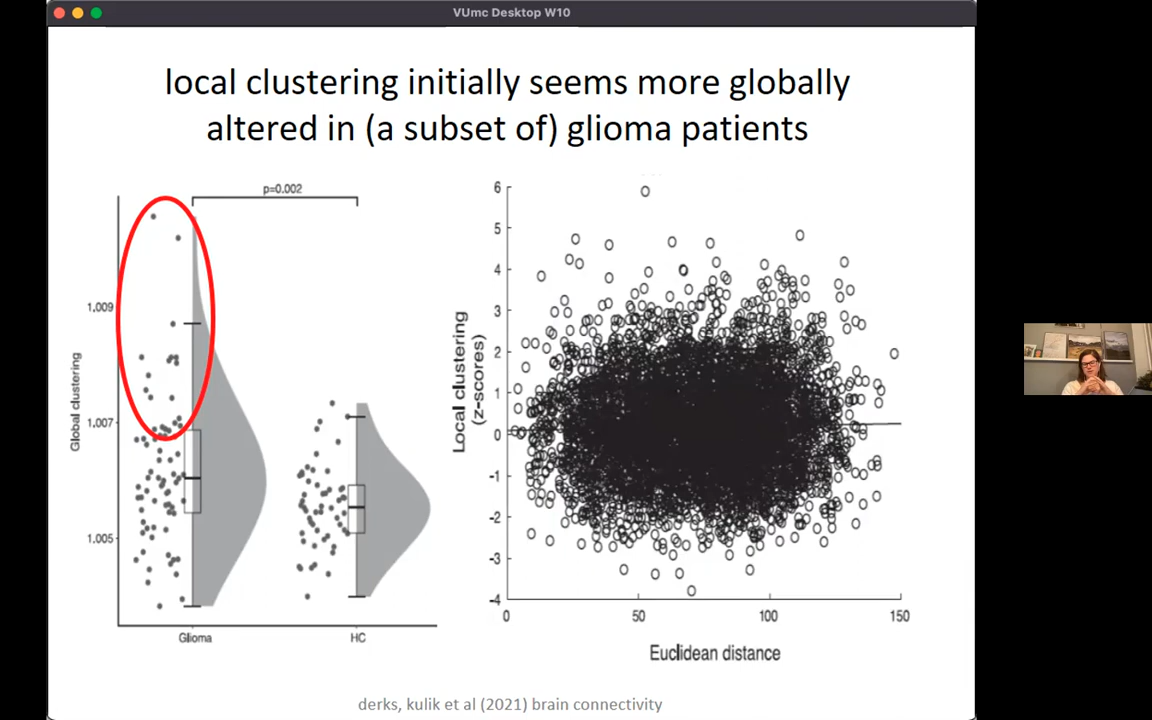 VUmc Desktop W10
local clustering initially seems more globally
altered in (a subset of) glioma patients
p=0.002
1.009
1.007
1.005
Global clustering
Glioma
HC
6
5
4
3
2
1
0
-1
-2
-3
-4
Local clustering
(z-scores)
0
50
100
150
Euclidean distance
derks, kulik et al (2021) brain connectivity